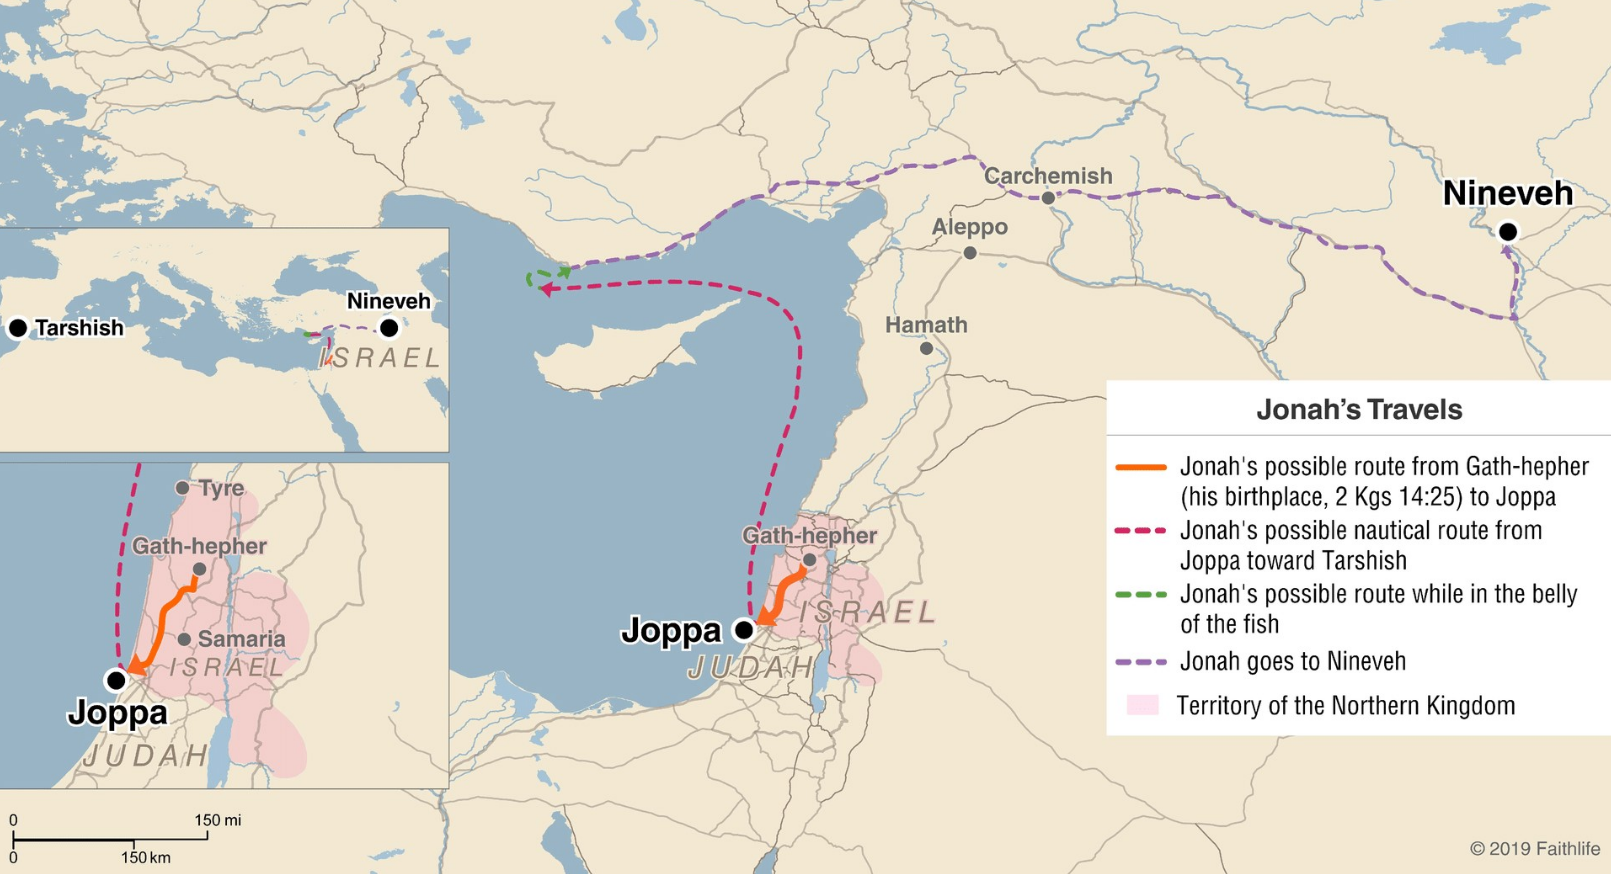 Carchemish
Nineveh
Aleppo
Hamath
Gath-hepher
ISRAEL
Joppa
JUDAH
Nineveh
Tarshish
ISRAEL
Tyre
Gath-hepher
Samaria
ISRAEL
Joppa
JUDAH
0 150 mi
0 150 km
Jonah's Travels
Jonah's possible route from Gath-hepher
(his birthplace, 2 Kgs 14:25) to Joppa
Jonah's possible nautical route from
Joppa toward Tarshish
Jonah's possible route while in the belly
of the fish
Jonah goes to Nineveh
Territory of the Northern Kingdom
© 2019 Faithlife